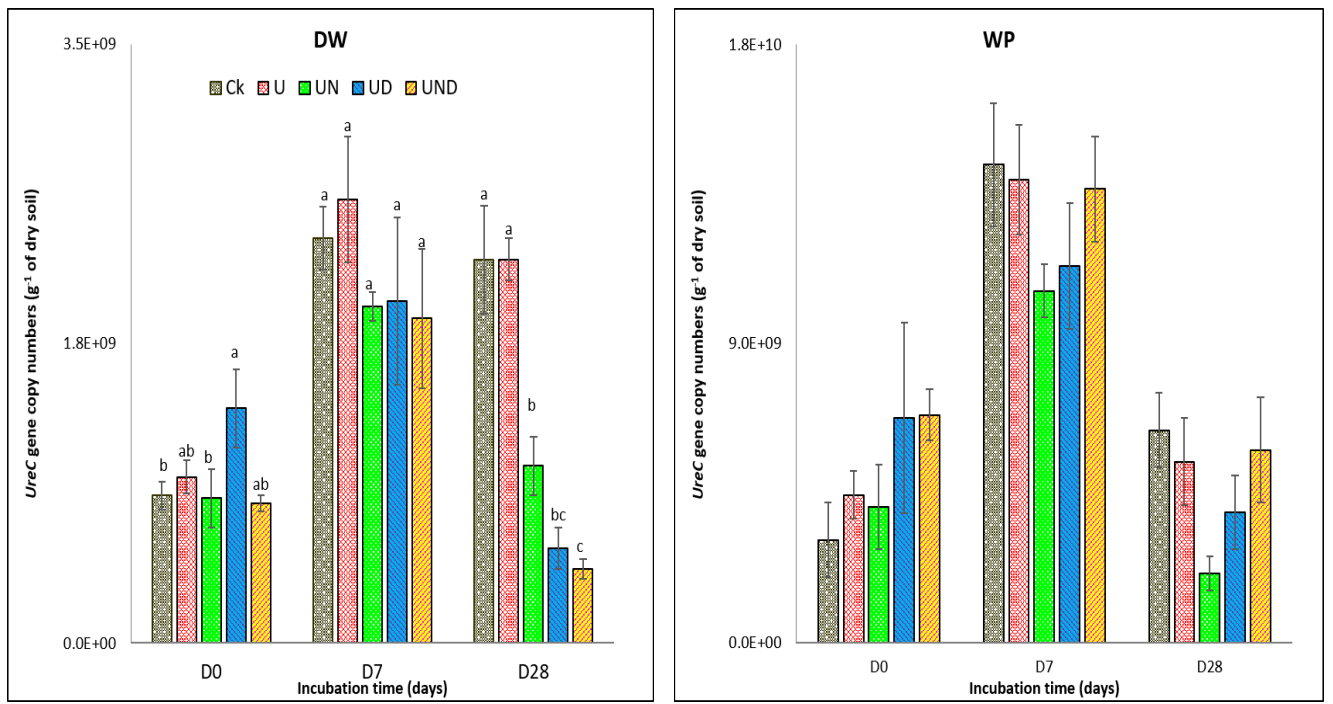 DW
3.5E+09
1.8E+09
0.0E+00
UreC gene copy numbers (g-1 of dry soil)
Ck U UN UD UND
b ab b a ab
a a a a a
a a b bc c
D0 D7 D28
Incubation time (days)
WP
1.8E+10
9.0E+09
0.0E+00
UreC gene copy numbers (g-1 of dry soil)
D0 D7 D28
Incubation time (days)